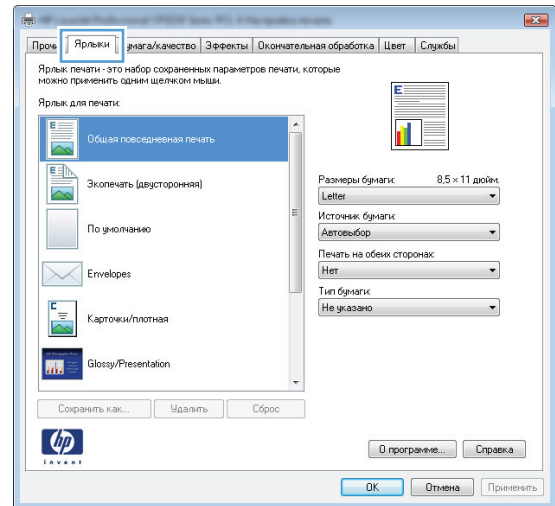 Ярлыки
умага/качество
Эффекты
Окончательная обработка
Цвет
Службы
Ярлык печати - это набор сохраненных параметров печати, которые
можно применить одним щелчком мыши.
Ярлык для печати:
Общая повседневная печать
Экопечать (двусторонняя)
По умолчанию
Envelopes
Карточки/плотная
Glossy/Presentation
Сохранить как...
Удалить
Сброс
E
Размеры бумаги:
8,5 × 11 дюйм.
Letter
Источник бумаги:
Автовыбор
Печать на обеих сторонах:
Нет
Тип бумаги:
Не указано
hp
invent
О программе...
Справка
OK
Отмена
Применить